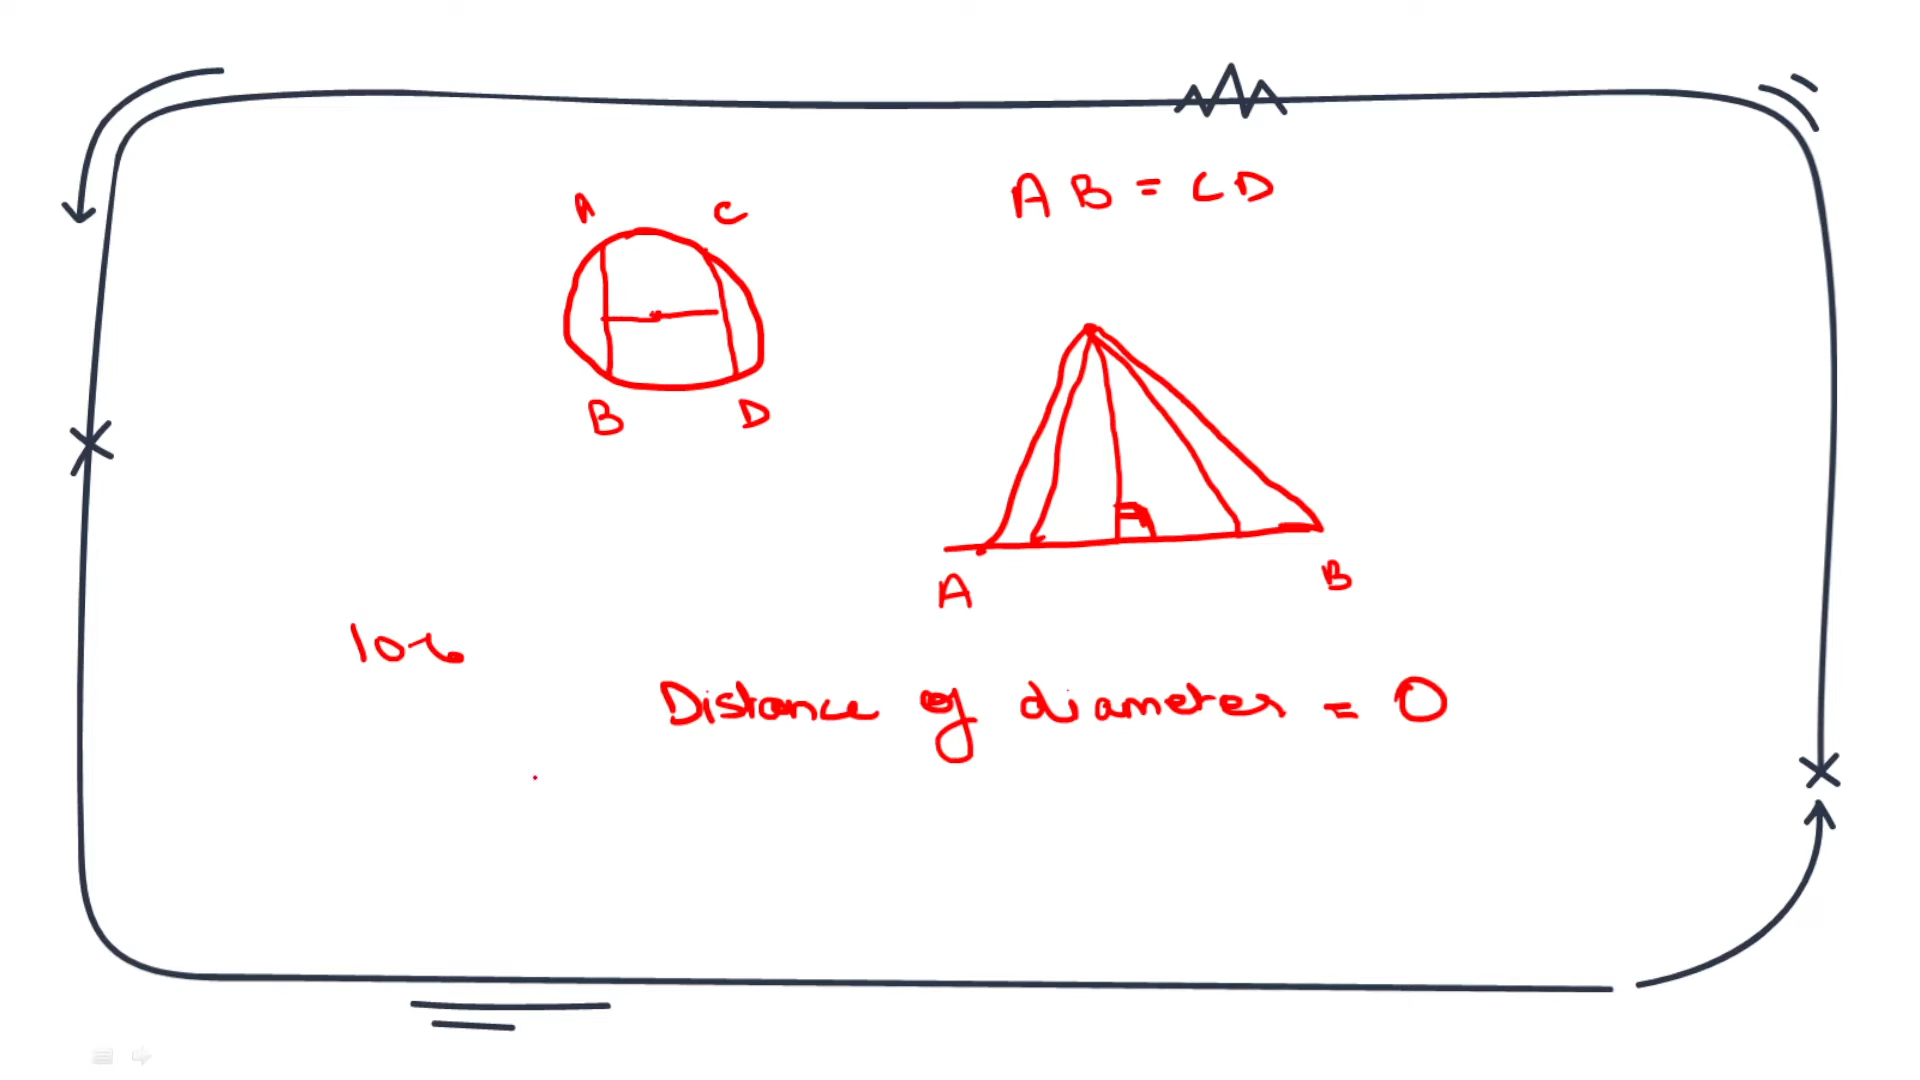 AB = CD
A C
B D
A B
Distance of diameter = 0